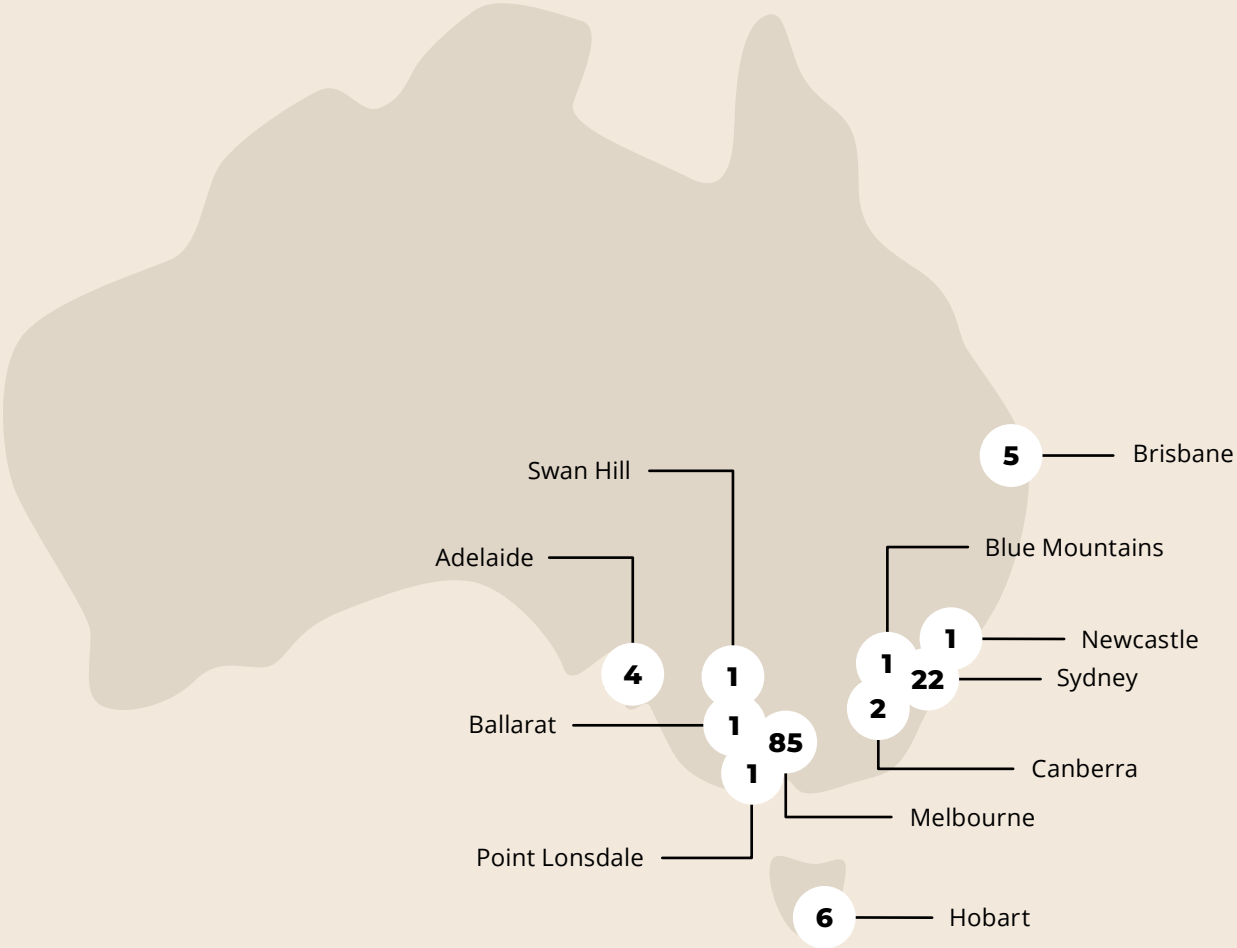 5 Brisbane
Swan Hill
Blue Mountains
Adelaide
1 Newcastle
1
4
1
22 Sydney
2
Ballarat 1
85
1
Canberra
Melbourne
Point Lonsdale
6 Hobart